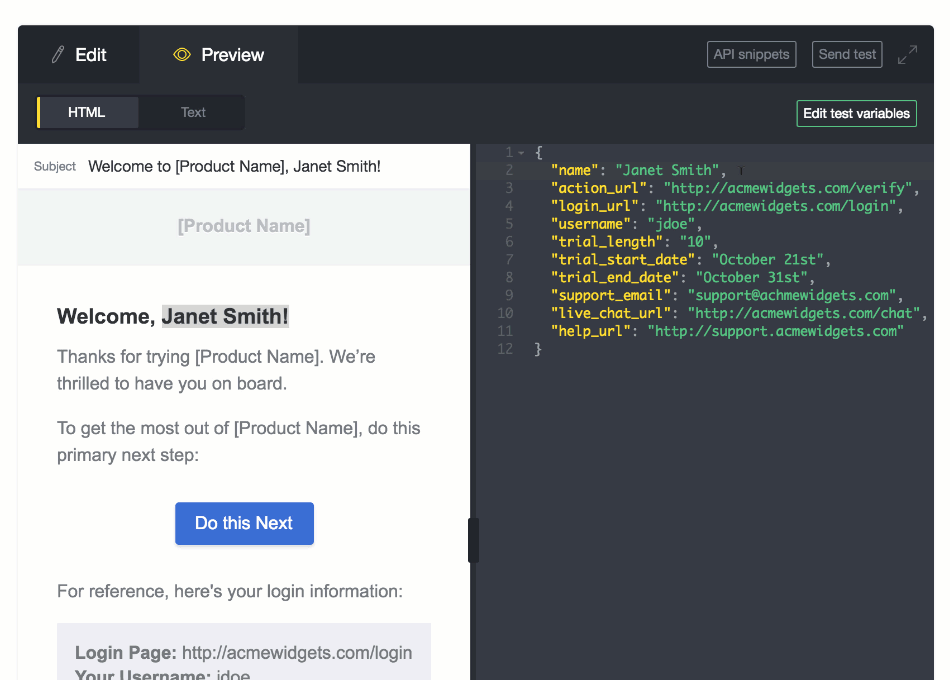 Edit
Preview
API snippets
Send test
HTML
Text
Edit test variables
Subject Welcome to [Product Name], Janet Smith!
[Product Name]
Welcome, Janet Smith!
Thanks for trying [Product Name]. We’re
thrilled to have you on board.
To get the most out of [Product Name], do this
primary next step:
Do this Next
For reference, here's your login information:
Login Page: http://acmewidgets.com/login
Your Username: jdoe
1 {
2 "name": "Janet Smith",
3 "action_url": "http://acmewidgets.com/verify",
4 "login_url": "http://acmewidgets.com/login",
5 "username": "jdoe",
6 "trial_length": "10",
7 "trial_start_date": "October 21st",
8 "trial_end_date": "October 31st",
9 "support_email": "support@achmewidgets.com",
10 "live_chat_url": "http://acmewidgets.com/chat",
11 "help_url": "http://support.acmewidgets.com"
12 }